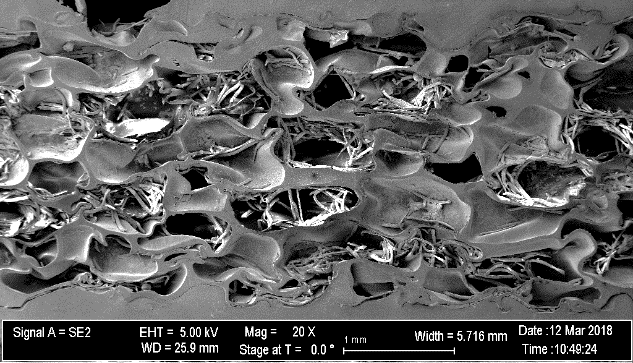 Signal A = SE2
EHT = 5.00 kV
Mag = 20 X
WD = 25.9 mm
Stage at T = 0.0 °
1 mm
Width = 5.716 mm
Date :12 Mar 2018
Time :10:49:24